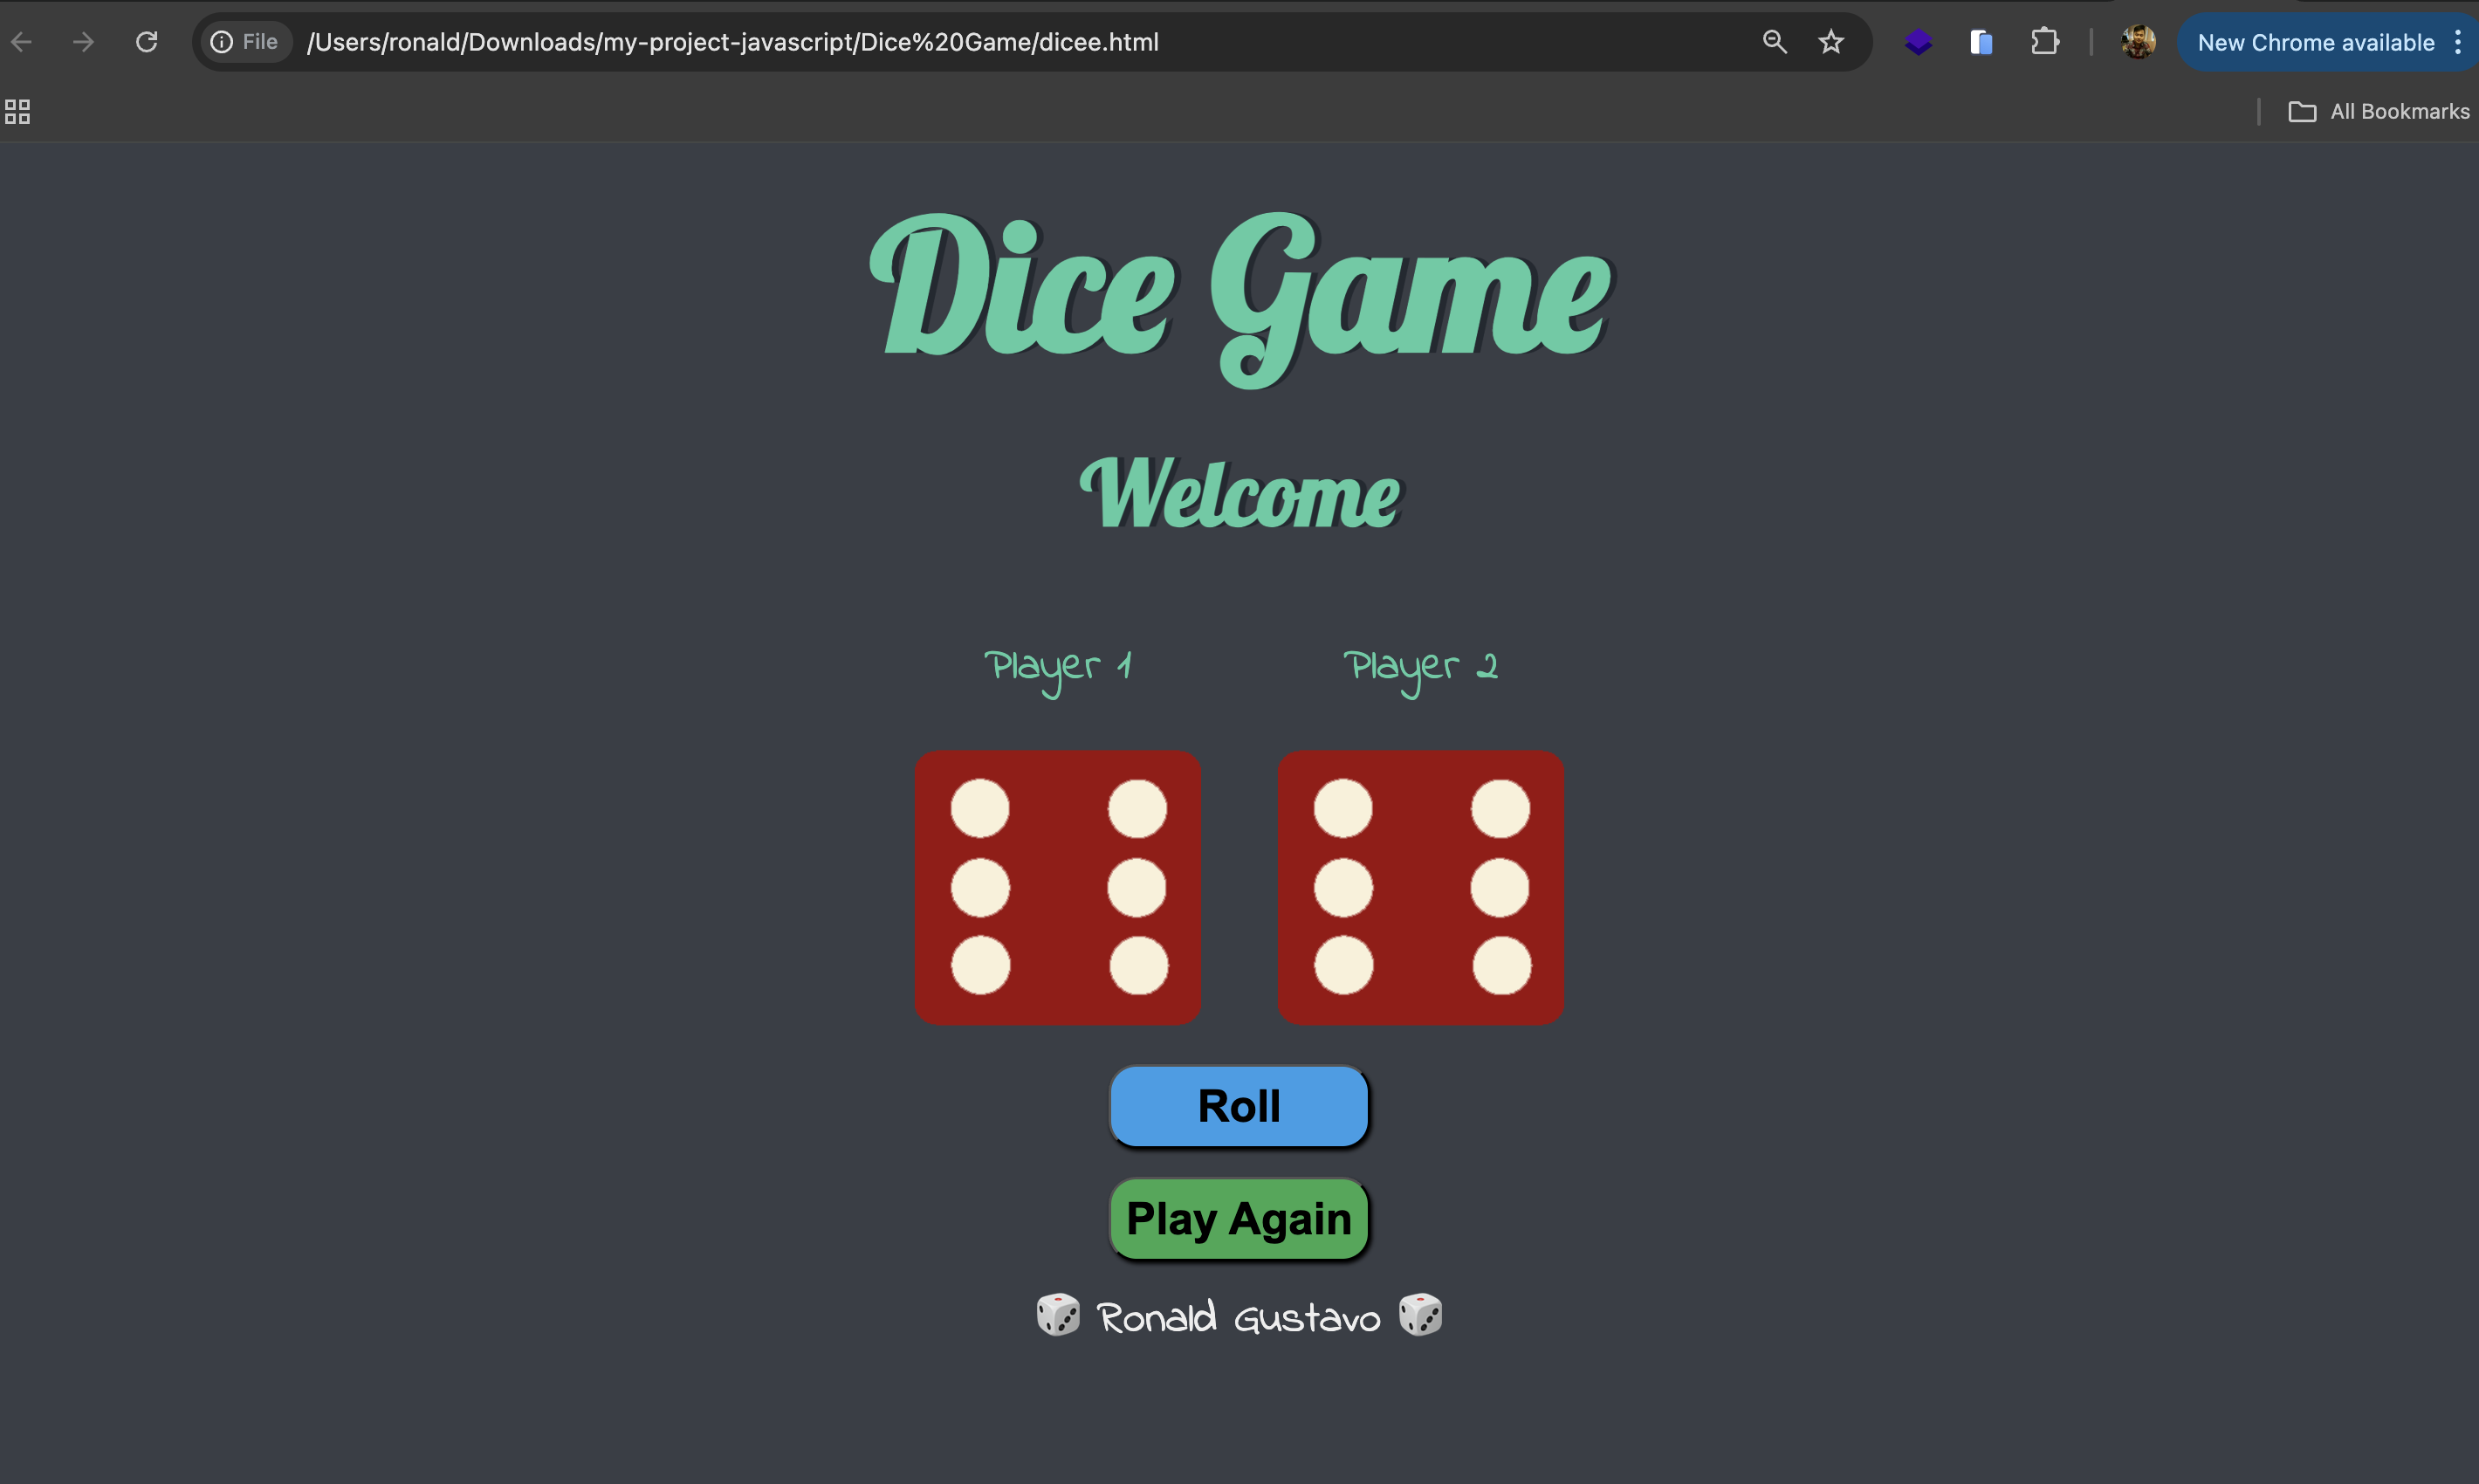 File /Users/ronald/Downloads/my-project-javascript/Dice%20Game/dicee.html New Chrome available
All Bookmarks
Dice Game
Welcome
Player 1 Player 2
Roll
Play Again
🎲 Ronald Gustavo 🎲